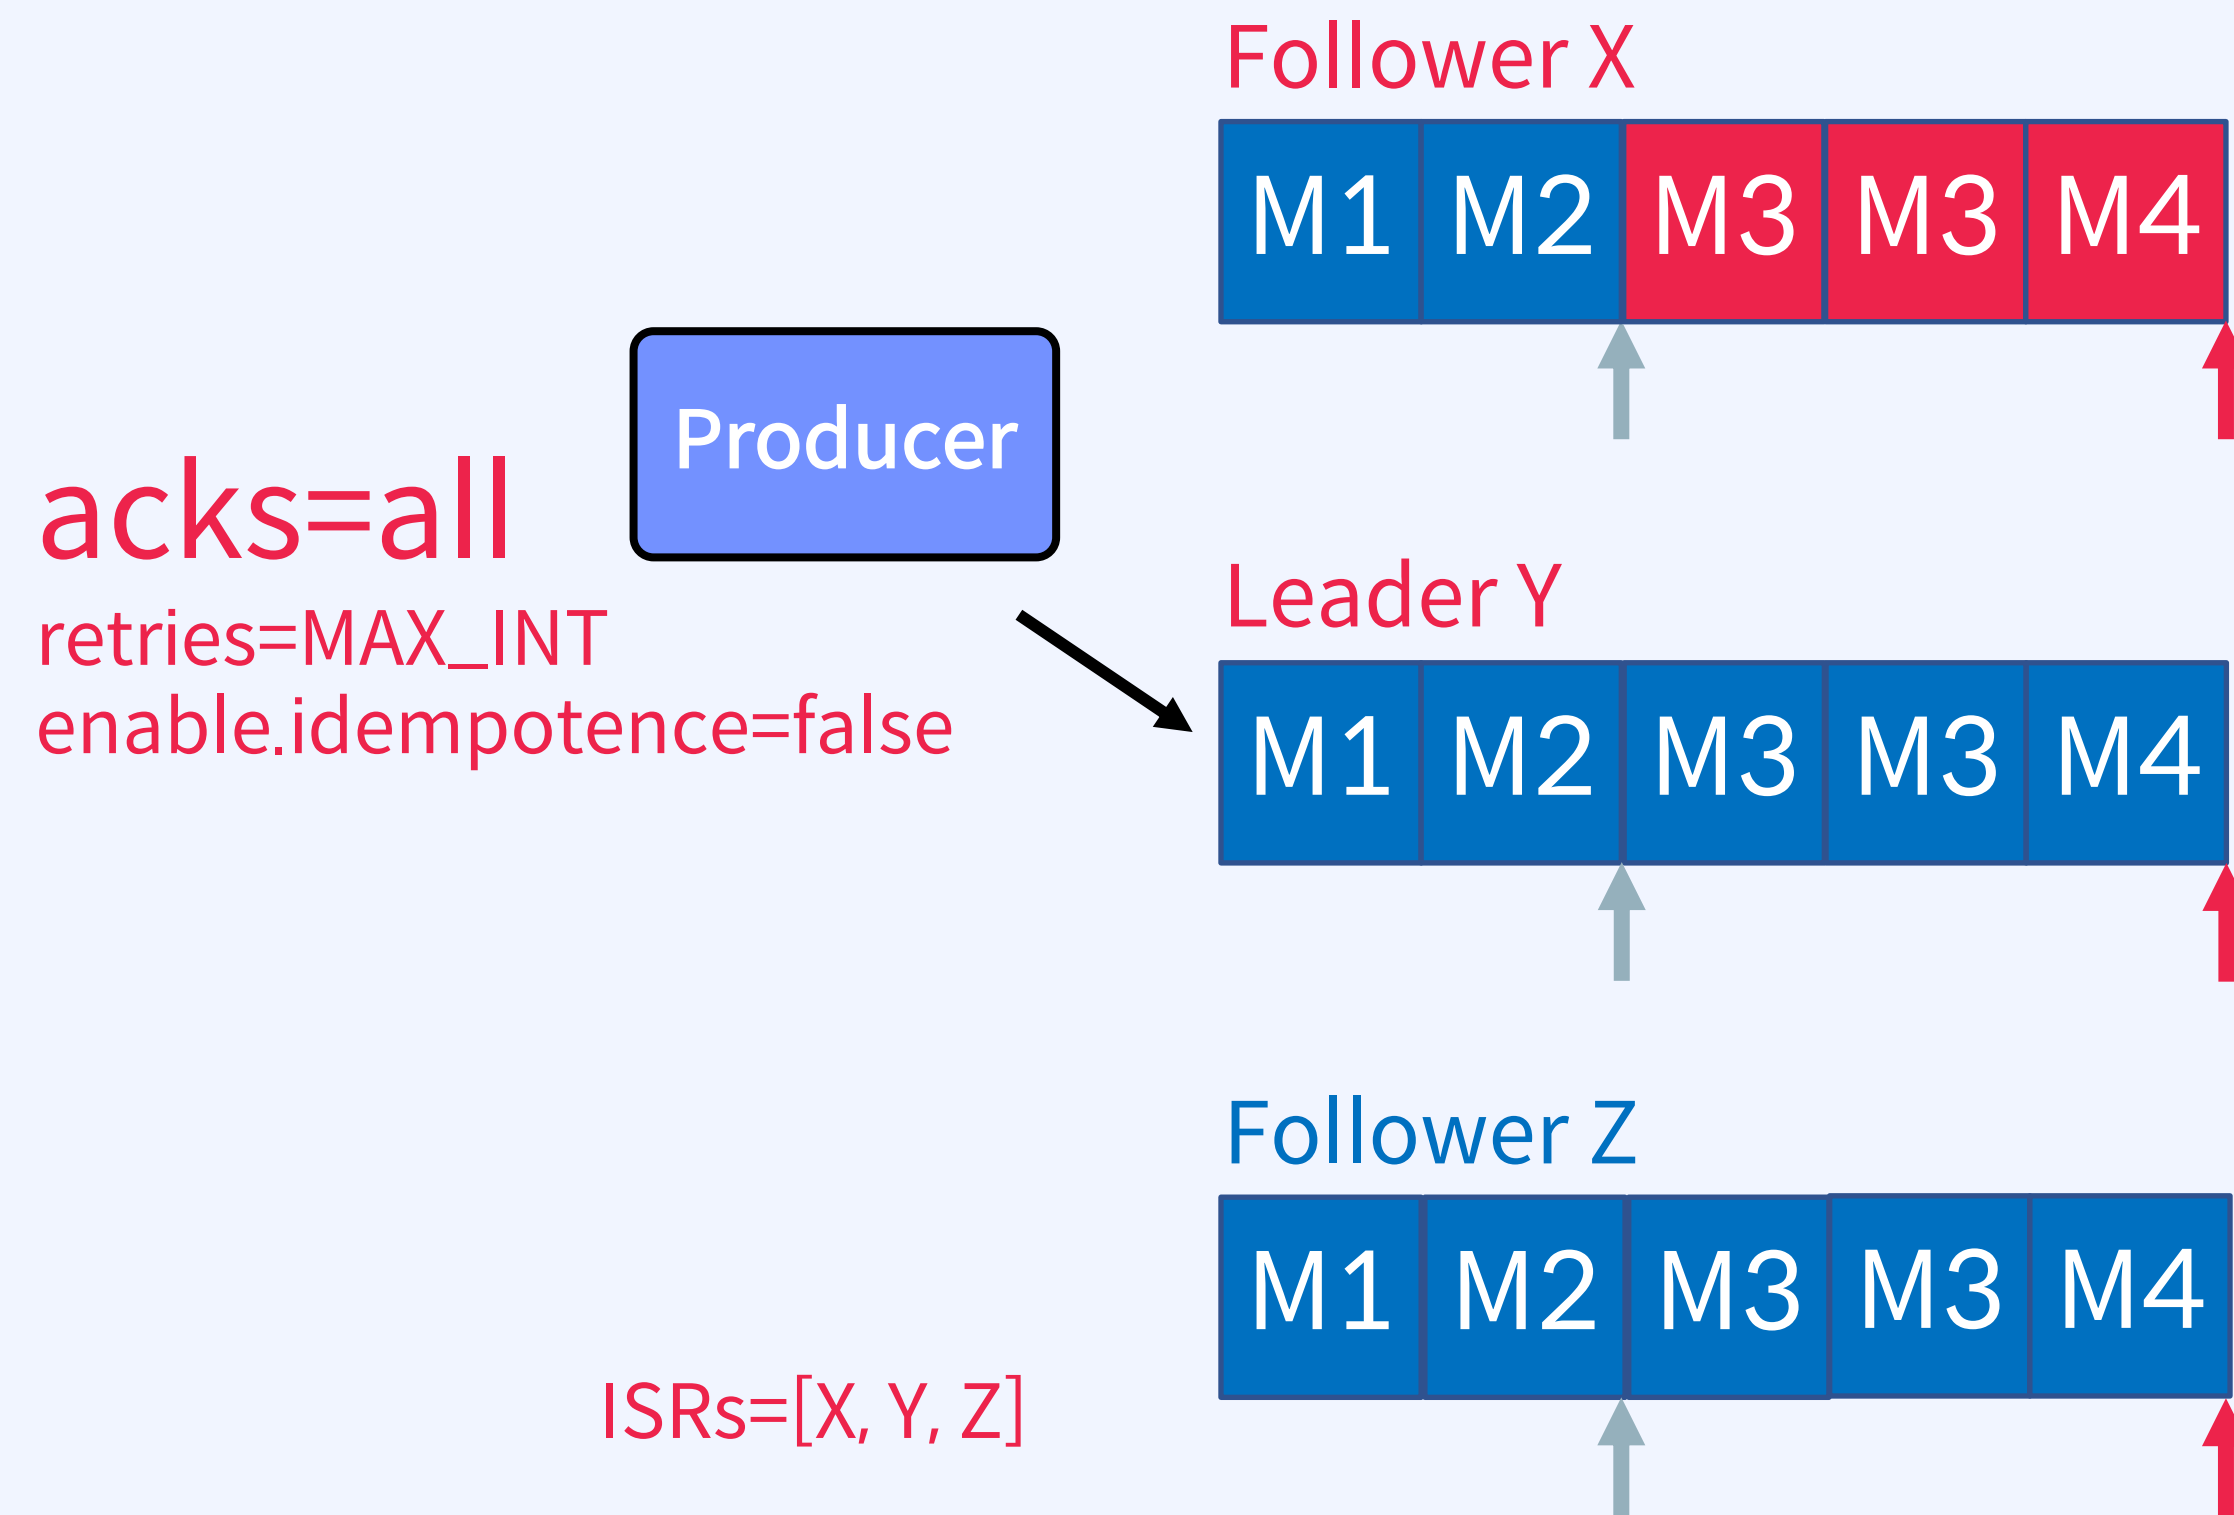 Follower X
M1 M2 M3 M3 M4
Producer
acks=all
retries=MAX_INT
enable.idempotence=false
Leader Y
M1 M2 M3 M3 M4
Follower Z
M1 M2 M3 M3 M4
ISRs=[X, Y, Z]